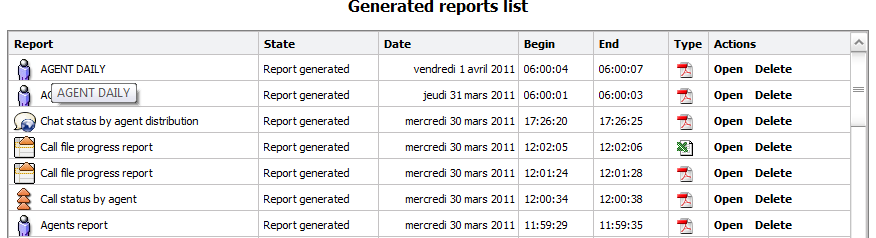 Generated reports list
Report State Date Begin End Type Actions
AGENT DAILY Report generated vendredi 1 avril 2011 06:00:04 06:00:07 Open Delete
AG Report generated jeudi 31 mars 2011 06:00:01 06:00:03 Open Delete
AGENT DAILY
Chat status by agent distribution Report generated mercredi 30 mars 2011 17:26:20 17:26:25 Open Delete
Call file progress report Report generated mercredi 30 mars 2011 12:02:05 12:02:06 Open Delete
Call file progress report Report generated mercredi 30 mars 2011 12:01:24 12:01:28 Open Delete
Call status by agent Report generated mercredi 30 mars 2011 12:00:34 12:00:38 Open Delete
Agents report Report generated mercredi 30 mars 2011 11:59:29 11:59:35 Open Delete